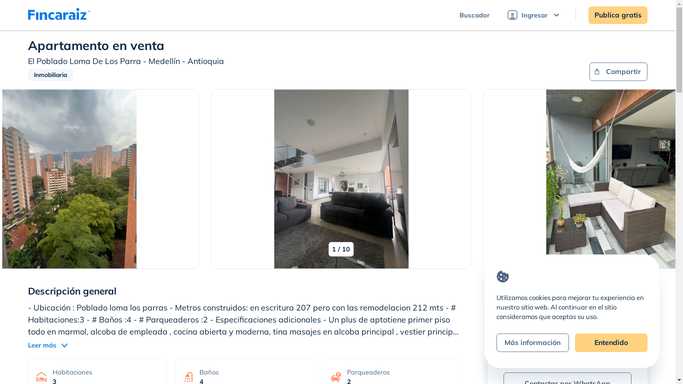 Fincaraiz
Buscador
Ingresar
Publica gratis
Apartamento en venta
El Poblado Loma De Los Parra - Medellín - Antioquia
Inmobiliaria
Compartir
1 / 10
Descripción general
- Ubicación : Poblado loma los parras - Metros construidos: en escritura 207 pero con las remodelacion 212 mts - #
Habitaciones:3 - # Baños :4 - # Parqueaderos :2 - Especificaciones adicionales - Un plus de aptotiene primer piso
todo en marmol, alcoba de empleada , cocina abierta y moderna, tina masajes en alcoba principal , vestier princip...
Leer más
Habitaciones
3
Baños
4
Parqueaderos
2
Utilizamos cookies para mejorar tu experiencia en
nuestro sitio web. Al continuar en el sitio
consideramos que aceptas su uso.
Más información
Entendido
Contactar por WhatsApp